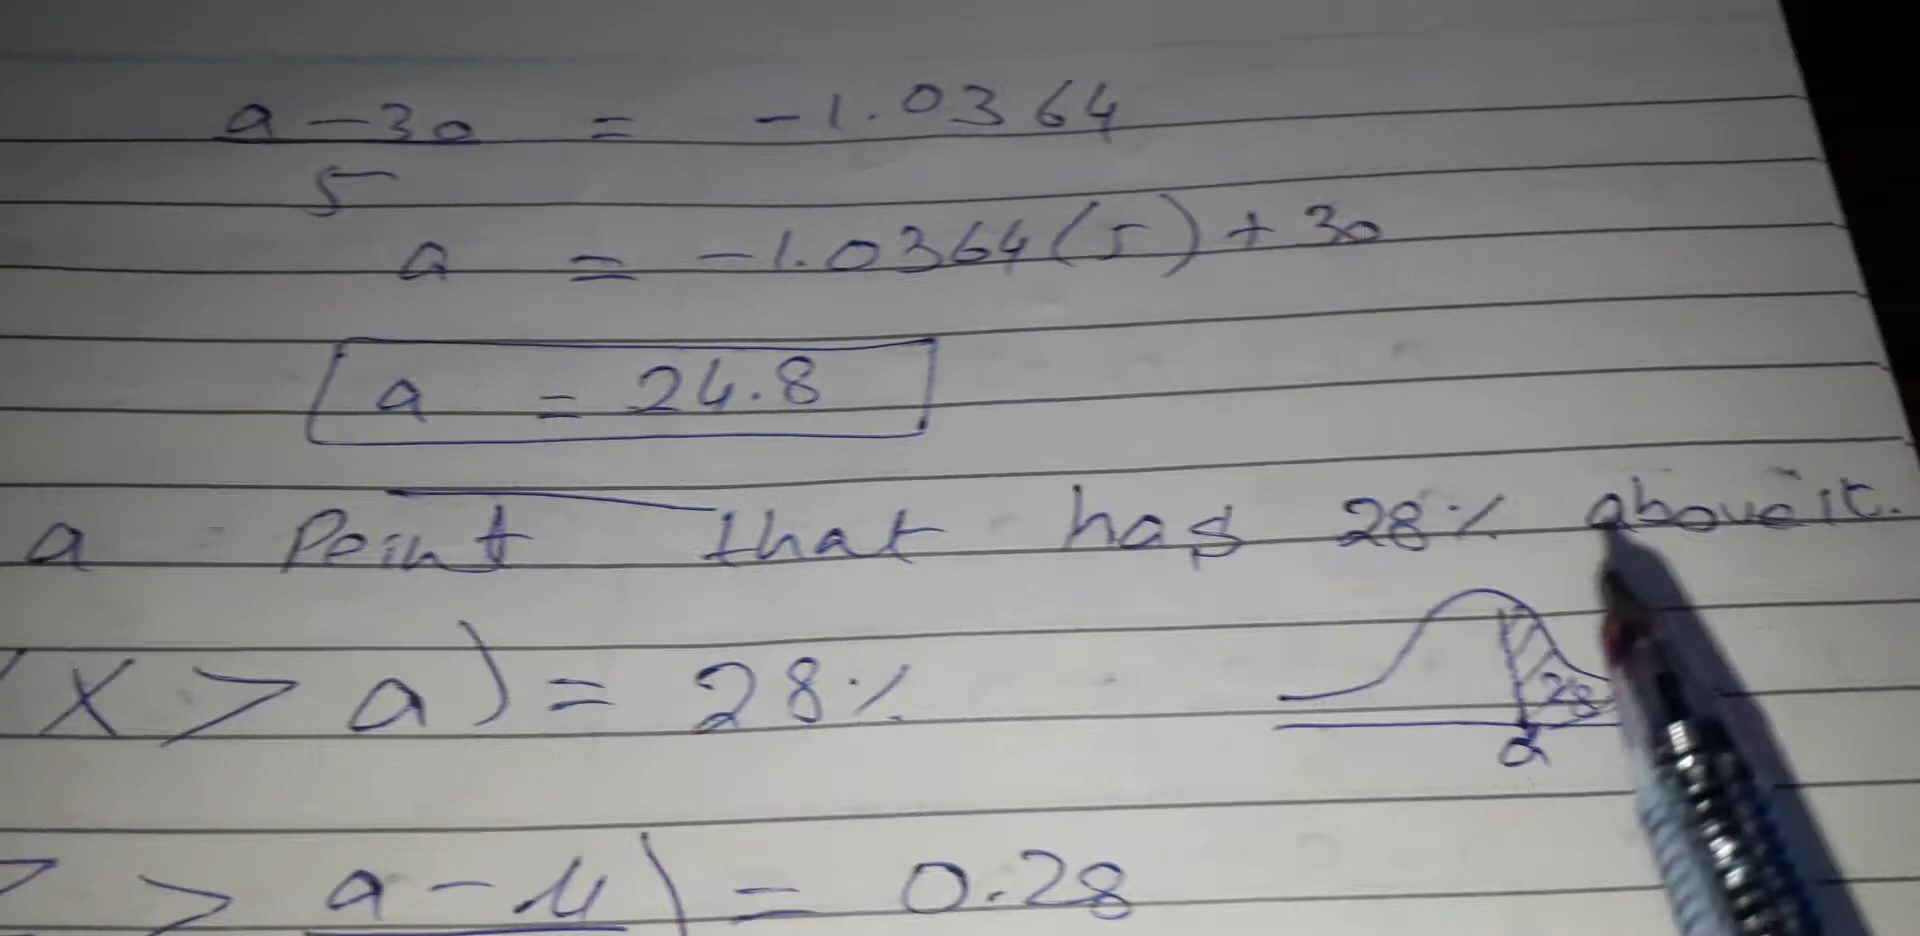 a - 30 = -1.0364
5
a = -1.0364(5) + 30
a = 24.8
a Point that has 28% above it.
(X > a) = 28%
28
a
Z > a - μ) = 0.28